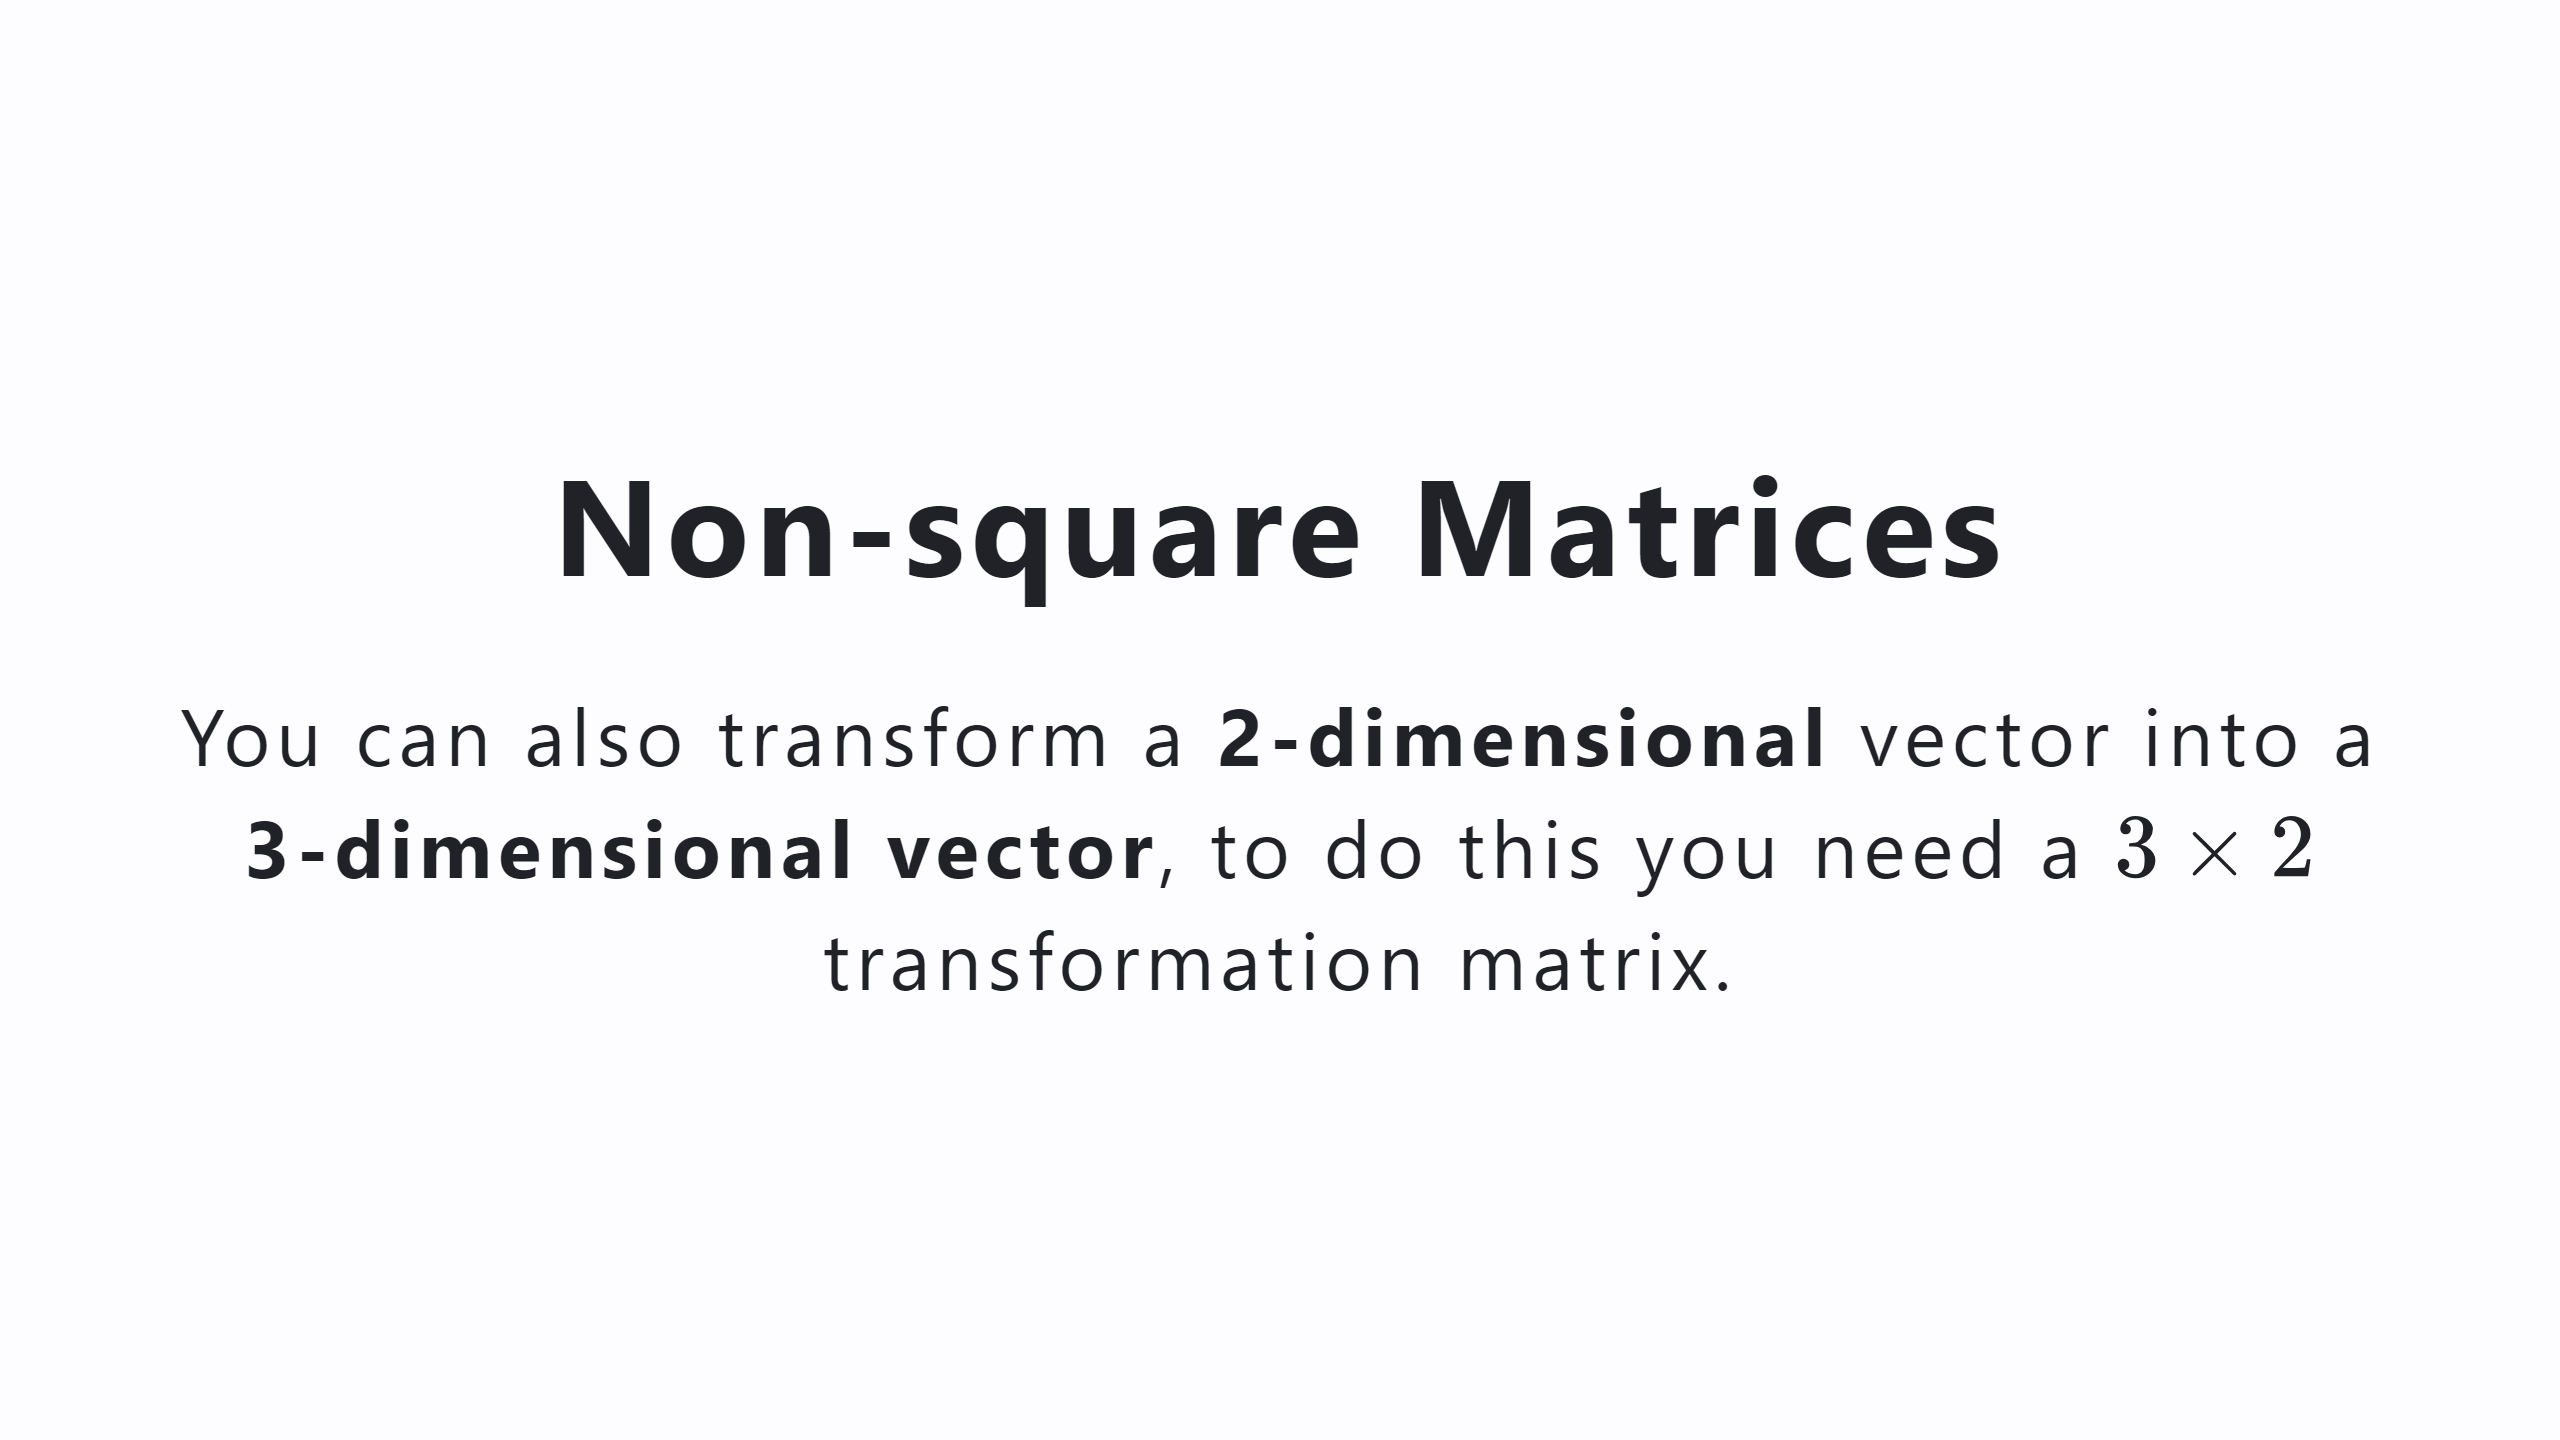 Non-square Matrices
You can also transform a 2-dimensional vector into a
3-dimensional vector, to do this you need a 3 × 2
transformation matrix.